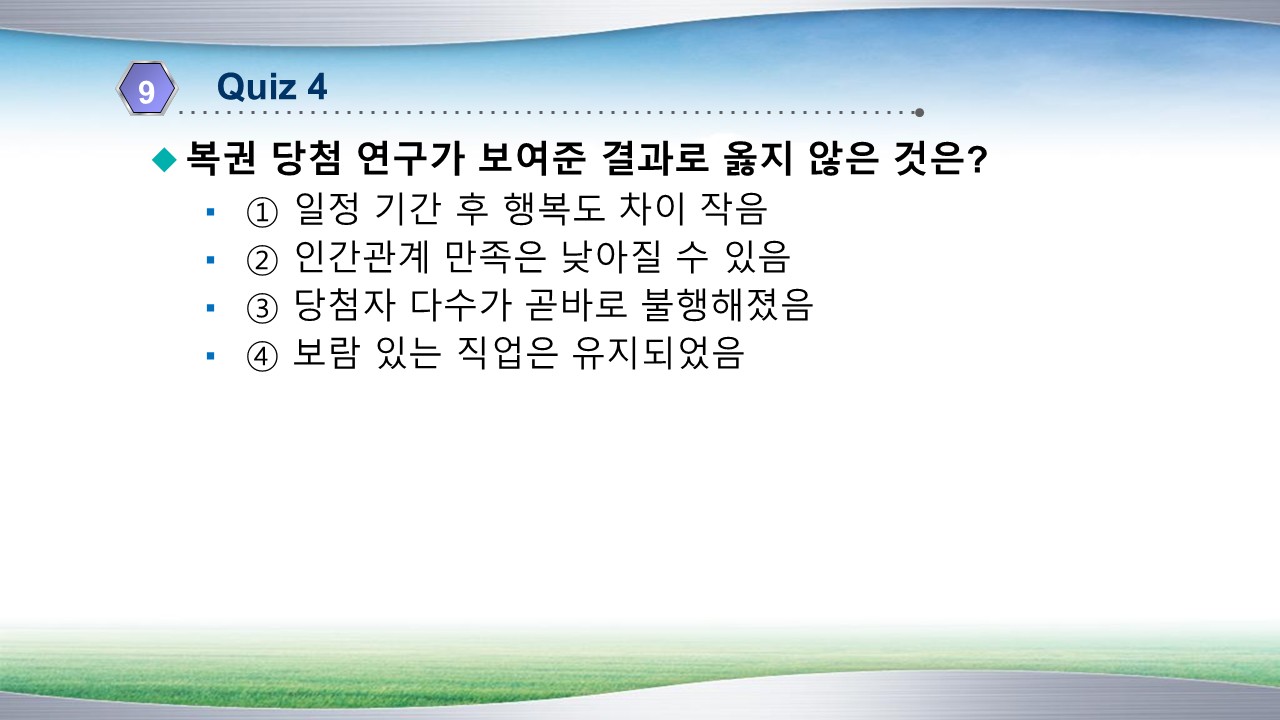 9 Quiz 4
복권 당첨 연구가 보여준 결과로 옳지 않은 것은?
① 일정 기간 후 행복도 차이 작음
② 인간관계 만족은 낮아질 수 있음
③ 당첨자 다수가 곧바로 불행해졌음
④ 보람 있는 직업은 유지되었음